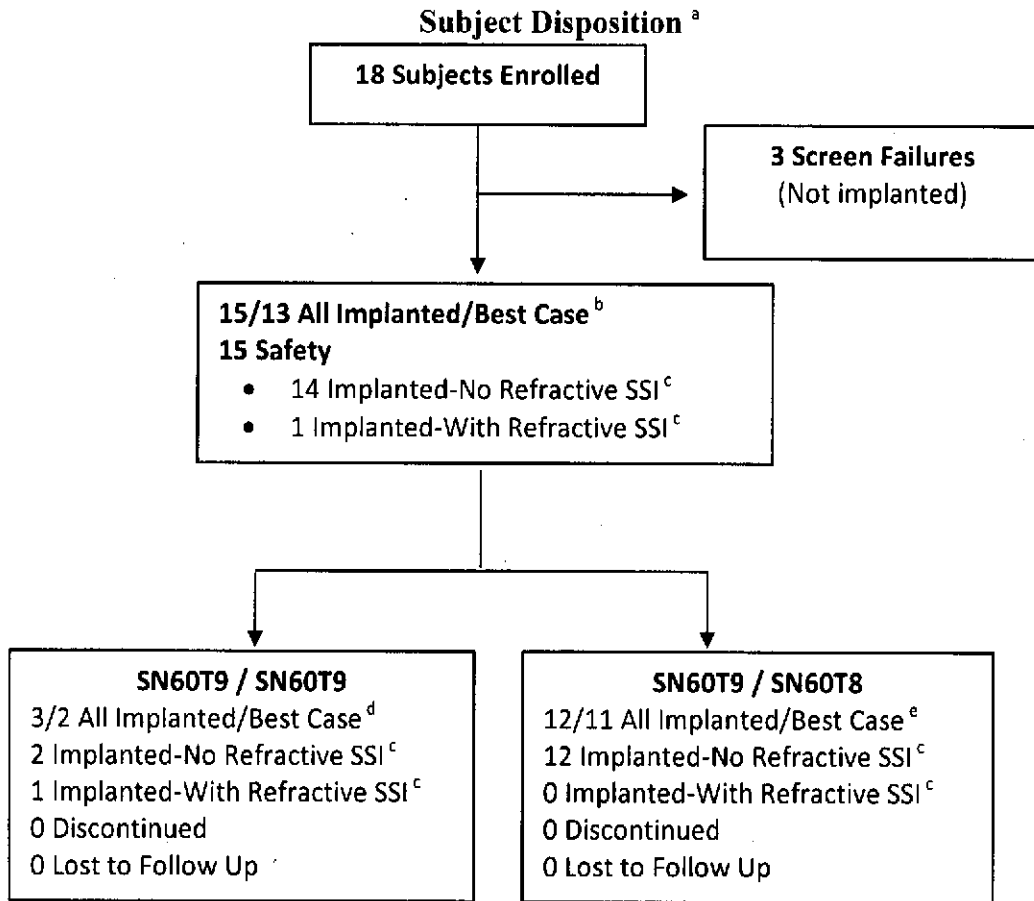 Subject Disposition a
18 Subjects Enrolled
3 Screen Failures
(Not implanted)
15/13 All Implanted/Best Case b
15 Safety
• 14 Implanted-No Refractive SSI c
• 1 Implanted-With Refractive SSI c
SN60T9 / SN60T9
3/2 All Implanted/Best Case d
2 Implanted-No Refractive SSI c
1 Implanted-With Refractive SSI c
0 Discontinued
0 Lost to Follow Up
SN60T9 / SN60T8
12/11 All Implanted/Best Case e
12 Implanted-No Refractive SSI c
0 Implanted-With Refractive SSI c
0 Discontinued
0 Lost to Follow Up